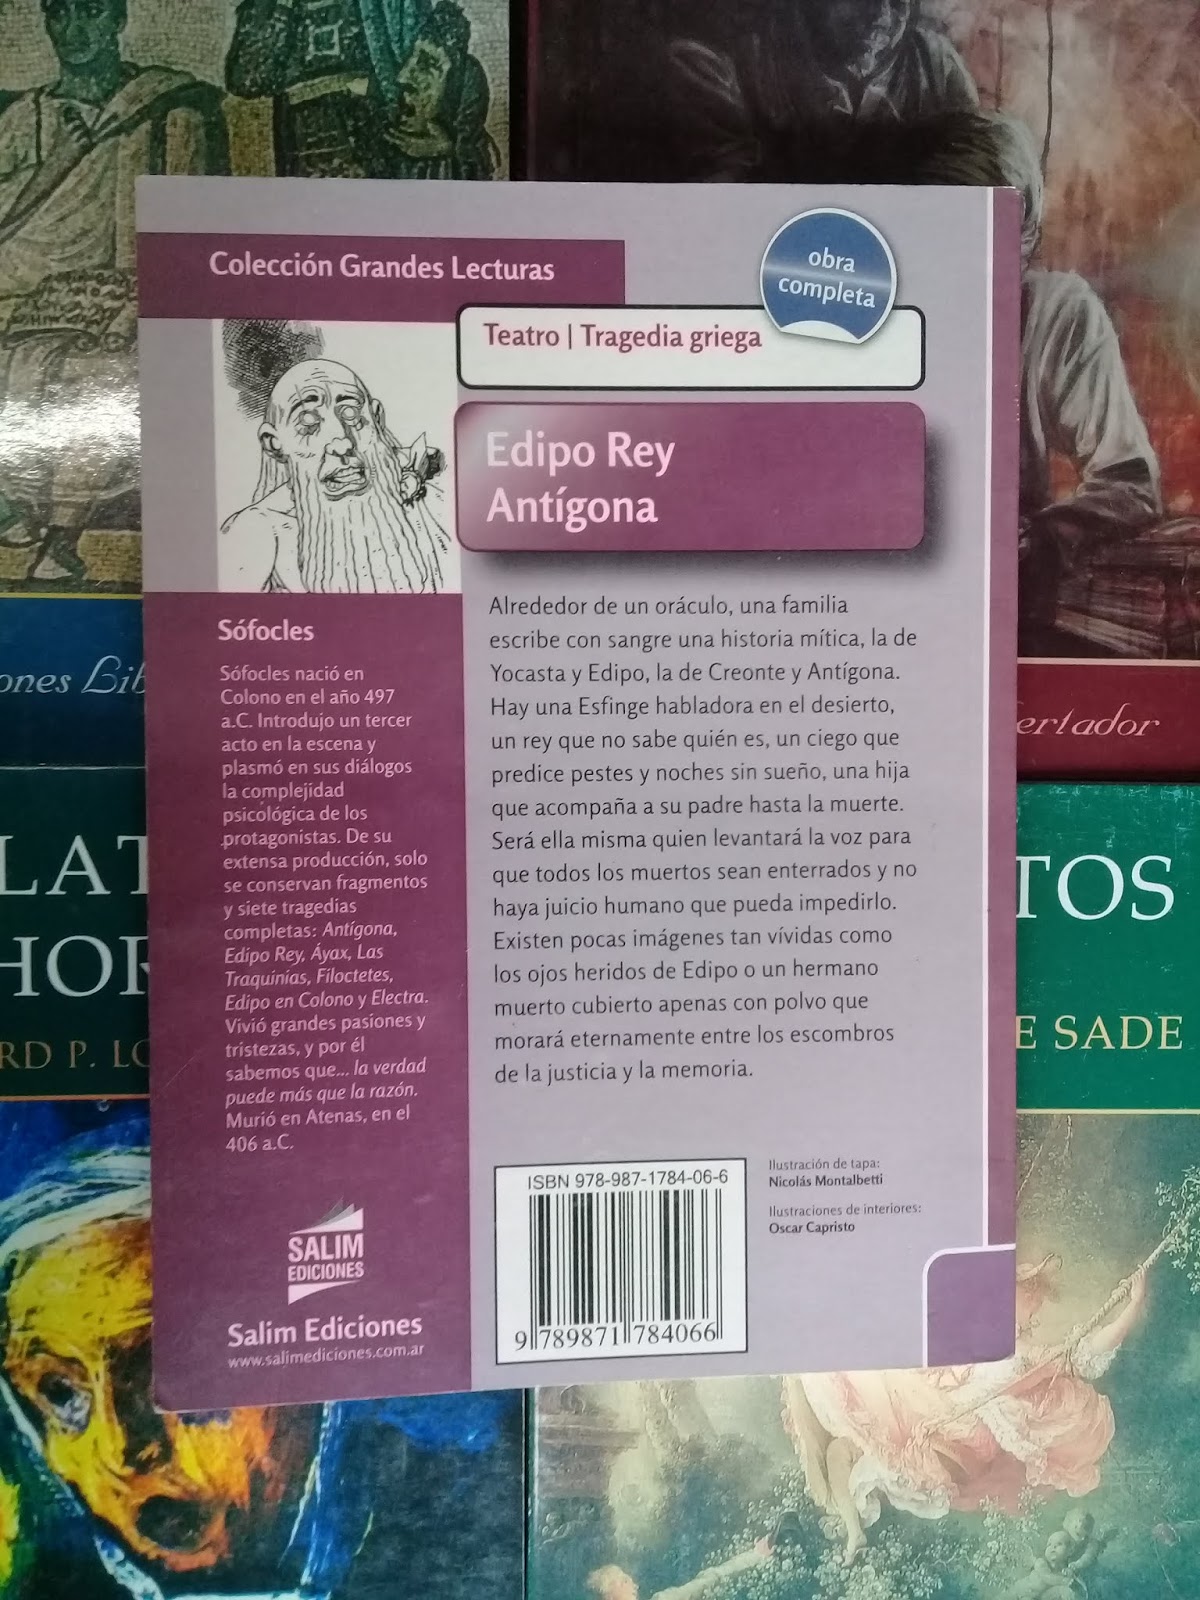 Colección Grandes Lecturas
obra
completa
Teatro | Tragedia griega
Edipo Rey
Antígona
Sófocles
Sófocles nació en
Colono en el año 497
a.C. Introdujo un tercer
acto en la escena y
plasmó en sus diálogos
la complejidad
psicológica de los
protagonistas. De su
extensa producción, solo
se conservan fragmentos
y siete tragedias
completas: Antígona,
Edipo Rey, Áyax, Las
Traquinias, Filoctetes,
Edipo en Colono y Electra.
Vivió grandes pasiones y
tristezas, y por él
sabemos que... la verdad
puede más que la razón.
Murió en Atenas, en el
406 a.C.
SALIM
EDICIONES
Salim Ediciones
www.salimediciones.com.ar
Alrededor de un oráculo, una familia
escribe con sangre una historia mítica, la de
Yocasta y Edipo, la de Creonte y Antígona.
Hay una Esfinge habladora en el desierto,
un rey que no sabe quién es, un ciego que
predice pestes y noches sin sueño, una hija
que acompaña a su padre hasta la muerte.
Será ella misma quien levantará la voz para
que todos los muertos sean enterrados y no
haya juicio humano que pueda impedirlo.
Existen pocas imágenes tan vívidas como
los ojos heridos de Edipo o un hermano
muerto cubierto apenas con polvo que
morará eternamente entre los escombros
de la justicia y la memoria.
ISBN 978-987-1784-06-6
9 789871 784066
Ilustración de tapa:
Nicolás Montalbetti
Ilustraciones de interiores:
Oscar Capristo
ones Lib
ertador
LAT
HOR
RD P. LO
TOS
E SADE